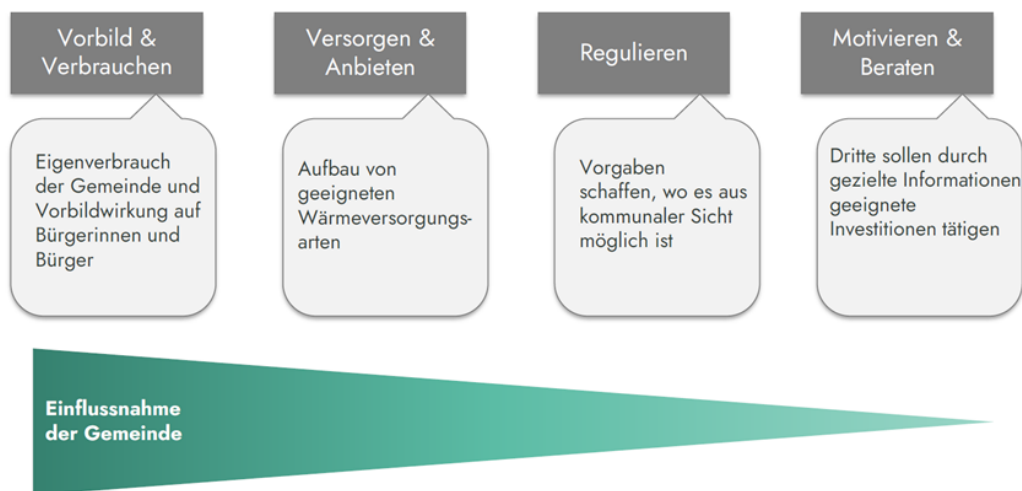 Vorbild &
Verbrauchen
Versorgen &
Anbieten
Regulieren
Motivieren &
Beraten
Eigenverbrauch
der Gemeinde und
Vorbildwirkung auf
Bürgerinnen und
Bürger
Aufbau von
geeigneten
Wärmeversorgungs-
arten
Vorgaben
schaffen, wo es aus
kommunaler Sicht
möglich ist
Dritte sollen durch
gezielte Informationen
geeignete
Investitionen tätigen
Einflussnahme
der Gemeinde